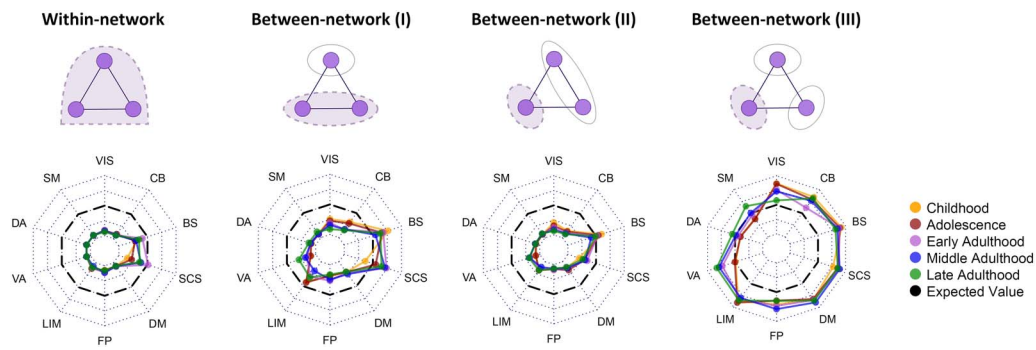 Within-network
Between-network (I)
Between-network (II)
Between-network (III)
VIS
SM
CB
DA
BS
VA
SCS
LIM
DM
FP
VIS
SM
CB
DA
BS
VA
SCS
LIM
DM
FP
VIS
SM
CB
DA
BS
VA
SCS
LIM
DM
FP
VIS
SM
CB
DA
BS
VA
SCS
LIM
DM
FP
Childhood
Adolescence
Early Adulthood
Middle Adulthood
Late Adulthood
Expected Value